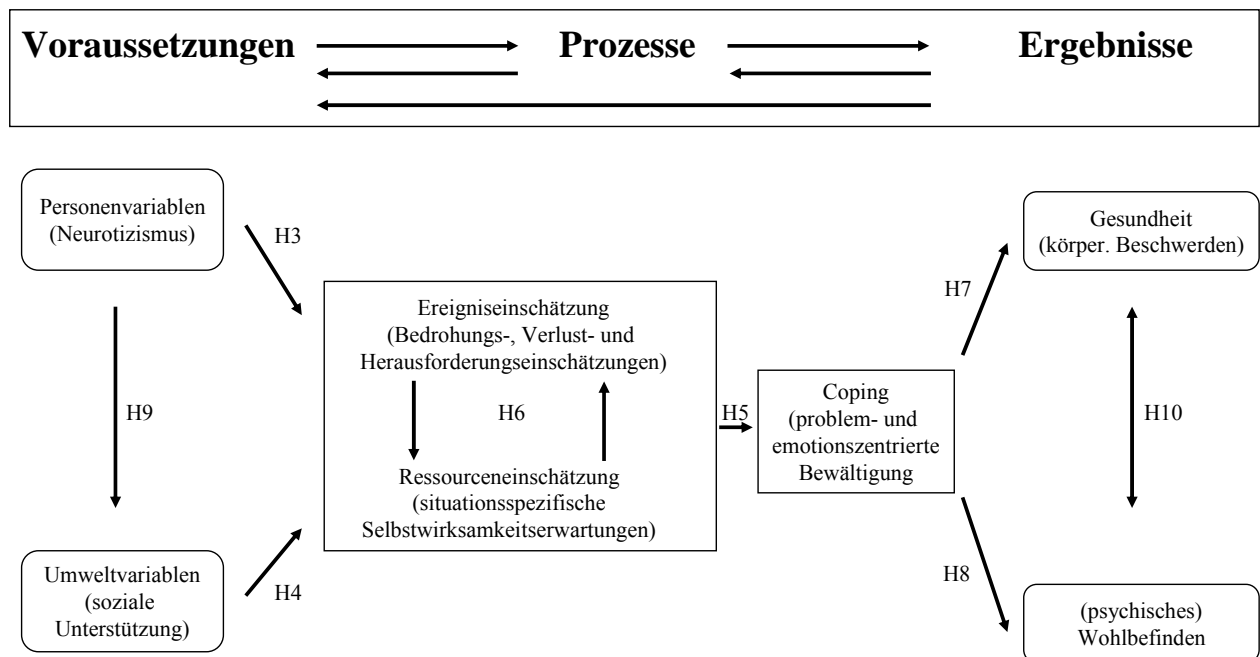 Voraussetzungen Prozesse Ergebnisse
Personenvariablen
(Neurotizismus)
H3
Gesundheit
(körper. Beschwerden)
H7
Ereigniseinschätzung
(Bedrohungs-, Verlust- und
Herausforderungseinschätzungen)
H9
H6
H5
Coping
(problem- und
emotionszentrierte
Bewältigung
H10
Ressourceneinschätzung
(situationsspezifische
Selbstwirksamkeitserwartungen)
Umweltvariablen
(soziale
Unterstützung)
H4
H8
(psychisches)
Wohlbefinden